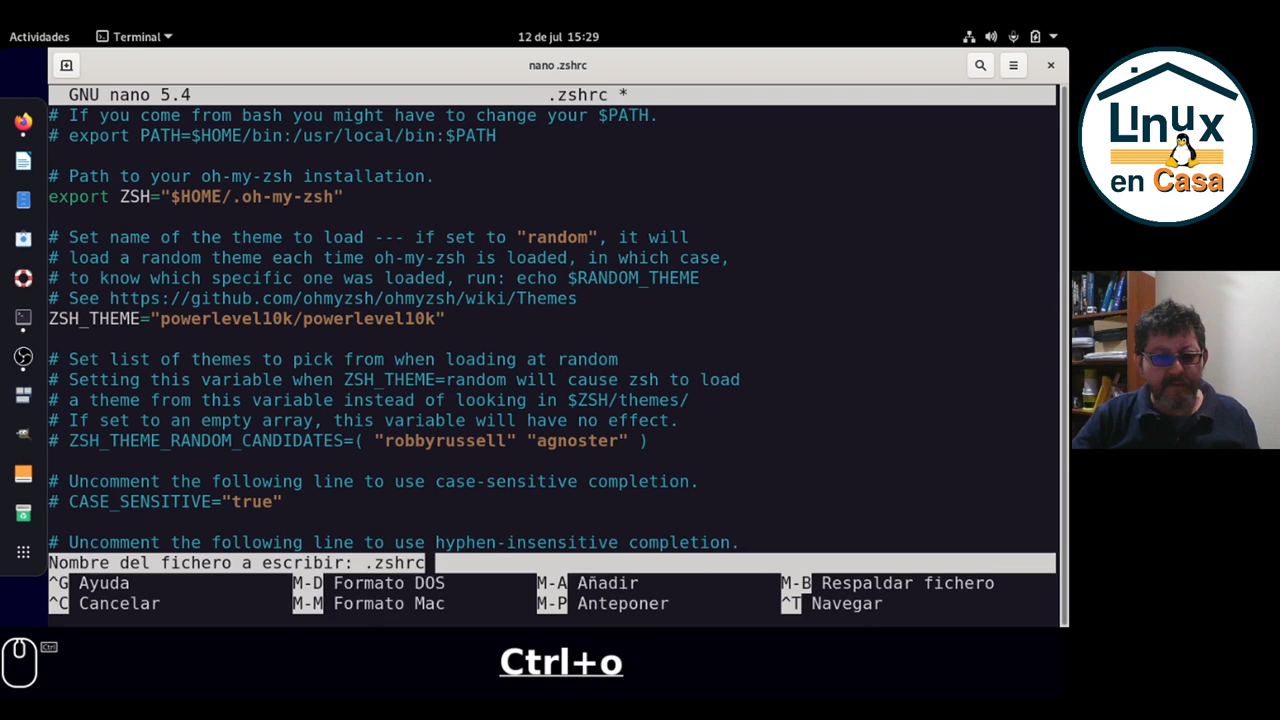 Actividades
Terminal
12 de jul 15:29
nano .zshrc
GNU nano 5.4 .zshrc *
# If you come from bash you might have to change your $PATH.
# export PATH=$HOME/bin:/usr/local/bin:$PATH
# Path to your oh-my-zsh installation.
export ZSH="$HOME/.oh-my-zsh"
# Set name of the theme to load --- if set to "random", it will
# load a random theme each time oh-my-zsh is loaded, in which case,
# to know which specific one was loaded, run: echo $RANDOM_THEME
# See https://github.com/ohmyzsh/ohmyzsh/wiki/Themes
ZSH_THEME="powerlevel10k/powerlevel10k"
# Set list of themes to pick from when loading at random
# Setting this variable when ZSH_THEME=random will cause zsh to load
# a theme from this variable instead of looking in $ZSH/themes/
# If set to an empty array, this variable will have no effect.
# ZSH_THEME_RANDOM_CANDIDATES=( "robbyrussell" "agnoster" )
# Uncomment the following line to use case-sensitive completion.
# CASE_SENSITIVE="true"
# Uncomment the following line to use hyphen-insensitive completion.
Nombre del fichero a escribir: .zshrc
^G Ayuda M-D Formato DOS M-A Añadir M-B Respaldar fichero
^C Cancelar M-M Formato Mac M-P Anteponer ^T Navegar
Ctrl
Ctrl+o
Linux
en Casa